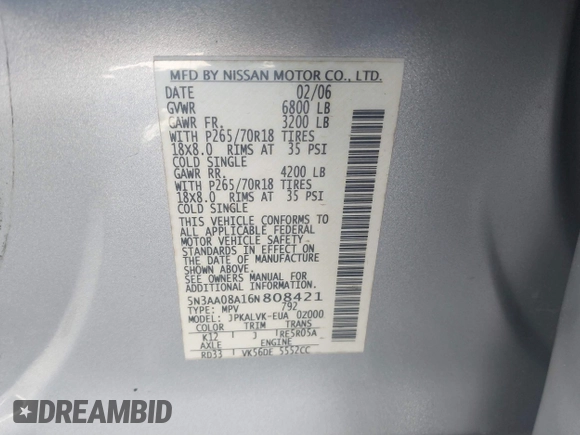 MFD BY NISSAN MOTOR CO., LTD.
DATE 02/06
GVWR 6800 LB
GAWR FR. 3200 LB
WITH P265/70R18 TIRES
18X8.0 RIMS AT 35 PSI
COLD SINGLE
GAWR RR. 4200 LB
WITH P265/70R18 TIRES
18X8.0 RIMS AT 35 PSI
COLD SINGLE
THIS VEHICLE CONFORMS TO
ALL APPLICABLE FEDERAL
MOTOR VEHICLE SAFETY
STANDARDS IN EFFECT ON
THE DATE OF MANUFACTURE
SHOWN ABOVE.
SEE OWNERS MANUAL FOR
ADDITIONAL INFORMATION
5N3AA08A16N808421
TYPE: MPV 792
MODEL: JPKALVK-EUA 02000
COLOR TRIM TRANS
K12 J RE5R05A
AXLE ENGINE
RD33 VK56DE 5552CC
DREAMBID